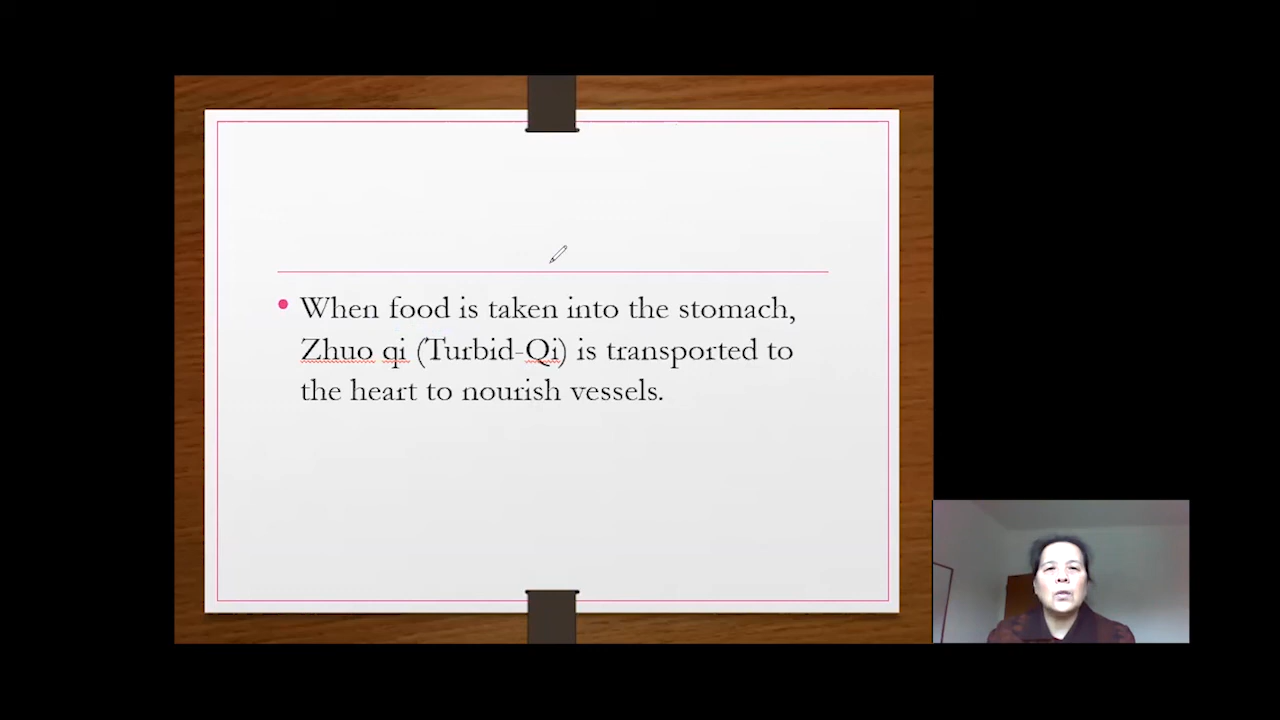 When food is taken into the stomach,
Zhuo qi (Turbid-Qi) is transported to
the heart to nourish vessels.